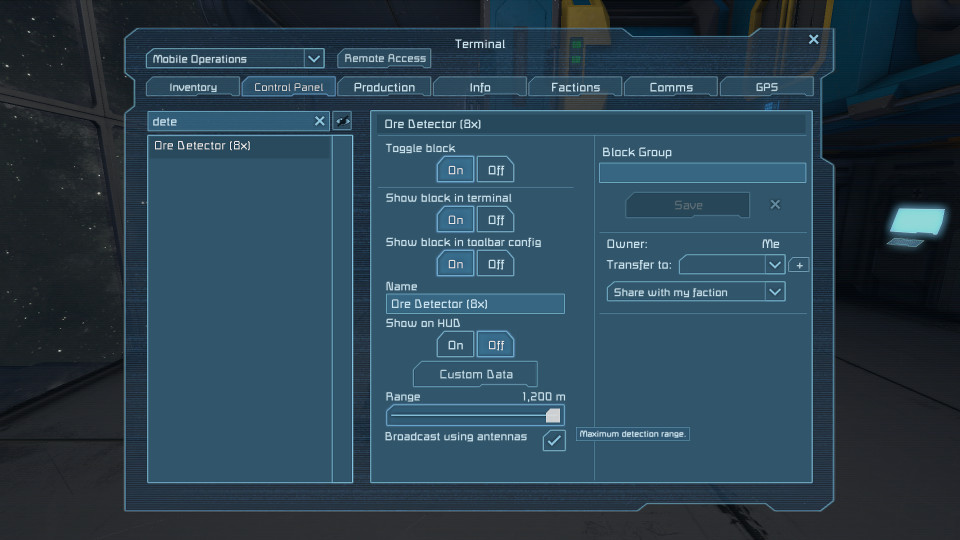 Terminal
Mobile Operations
Remote Access
Inventory
Control Panel
Production
Info
Factions
Comms
GPS
dete
Ore Detector (8x)
Ore Detector (8x)
Toggle block
On Off
Show block in terminal
On Off
Show block in toolbar config
On Off
Name
Ore Detector (8x)
Show on HUD
On Off
Custom Data
Range 1,200 m
Broadcast using antennas
Maximum detection range.
Block Group
Save
Owner: Me
Transfer to:
Share with my faction